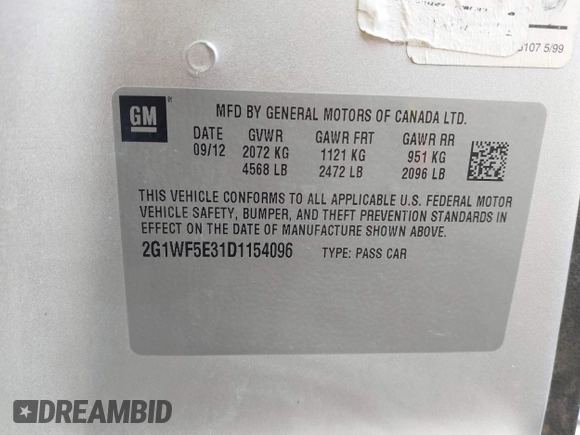 3107 5/99
GM
MFD BY GENERAL MOTORS OF CANADA LTD.
DATE GVWR GAWR FRT GAWR RR
09/12 2072 KG 1121 KG 951 KG
4568 LB 2472 LB 2096 LB
THIS VEHICLE CONFORMS TO ALL APPLICABLE U.S. FEDERAL MOTOR
VEHICLE SAFETY, BUMPER, AND THEFT PREVENTION STANDARDS IN
EFFECT ON THE DATE OF MANUFACTURE SHOWN ABOVE.
2G1WF5E31D1154096 TYPE: PASS CAR
DREAMBID